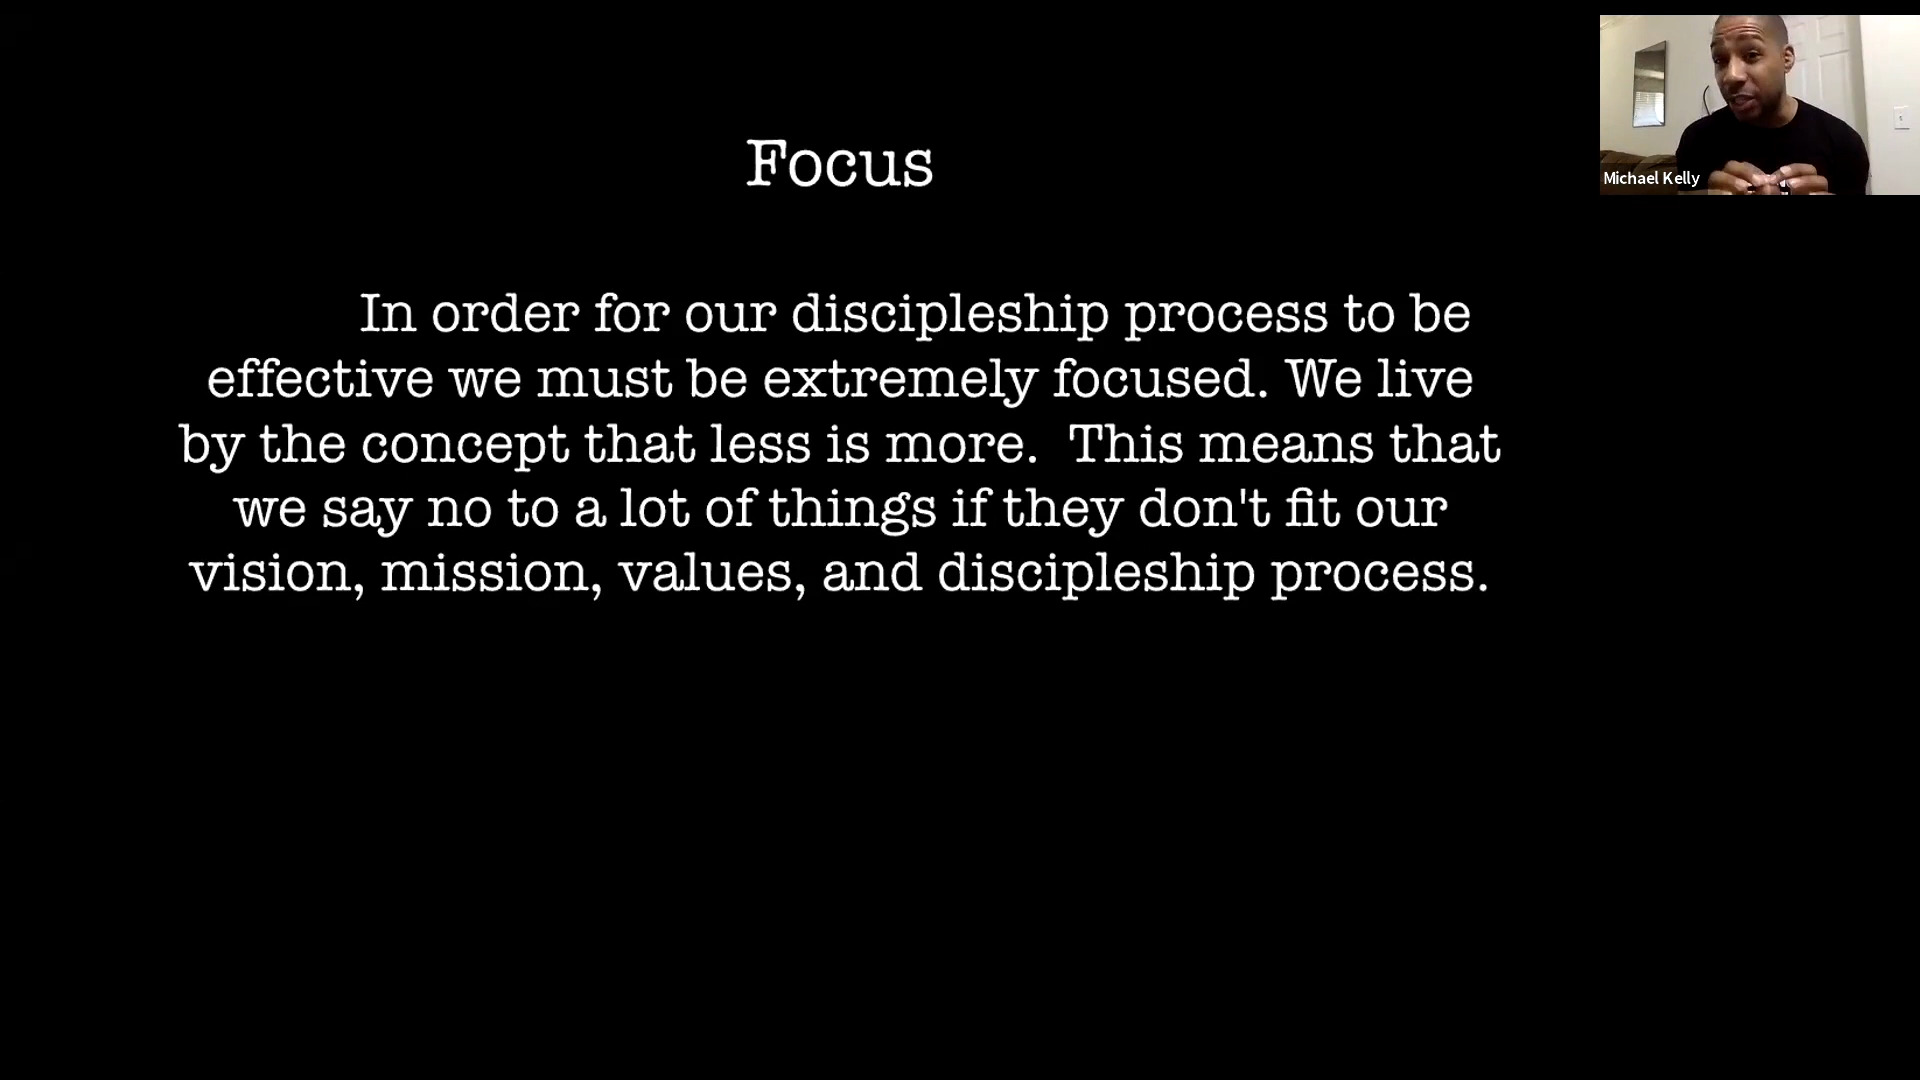 Focus
In order for our discipleship process to be
effective we must be extremely focused. We live
by the concept that less is more.  This means that
we say no to a lot of things if they don't fit our
vision, mission, values, and discipleship process.
Michael Kelly